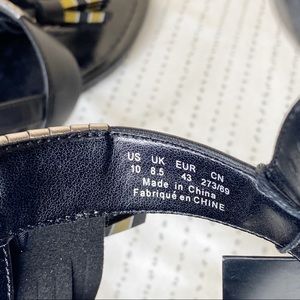 US UK EUR CN
10 8.5 43 273/89
Made in China
Fabriqué en CHINE